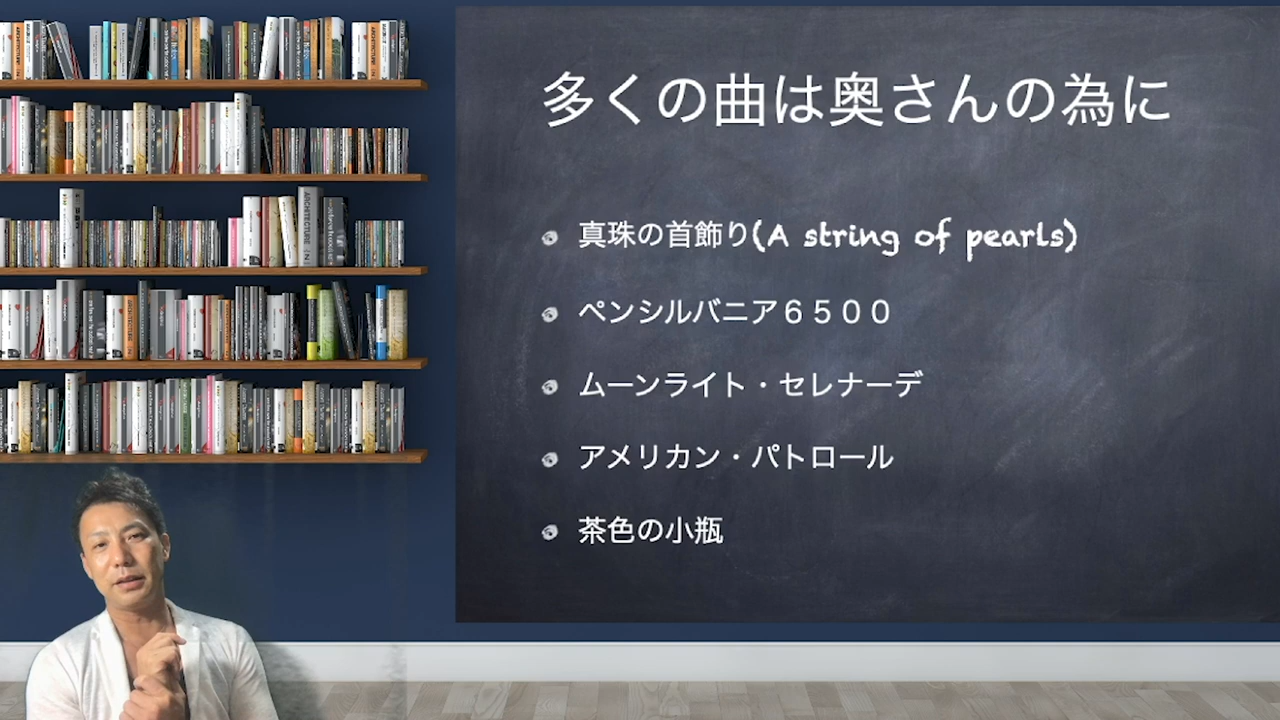 多くの曲は奥さんの為に
真珠の首飾り(A string of pearls)
ペンシルバニア６５００
ムーンライト・セレナーデ
アメリカン・パトロール
茶色の小瓶